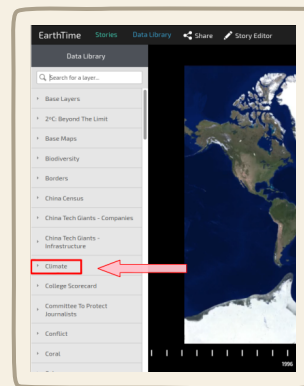 EarthTime Stories Data Library Share Story Editor
Data Library
Search for a layer...
Base Layers
2°C: Beyond The Limit
Base Maps
Biodiversity
Borders
China Census
China Tech Giants - Companies
China Tech Giants -
Infrastructure
Climate
College Scorecard
Committee To Protect
Journalists
Conflict
Coral
1996